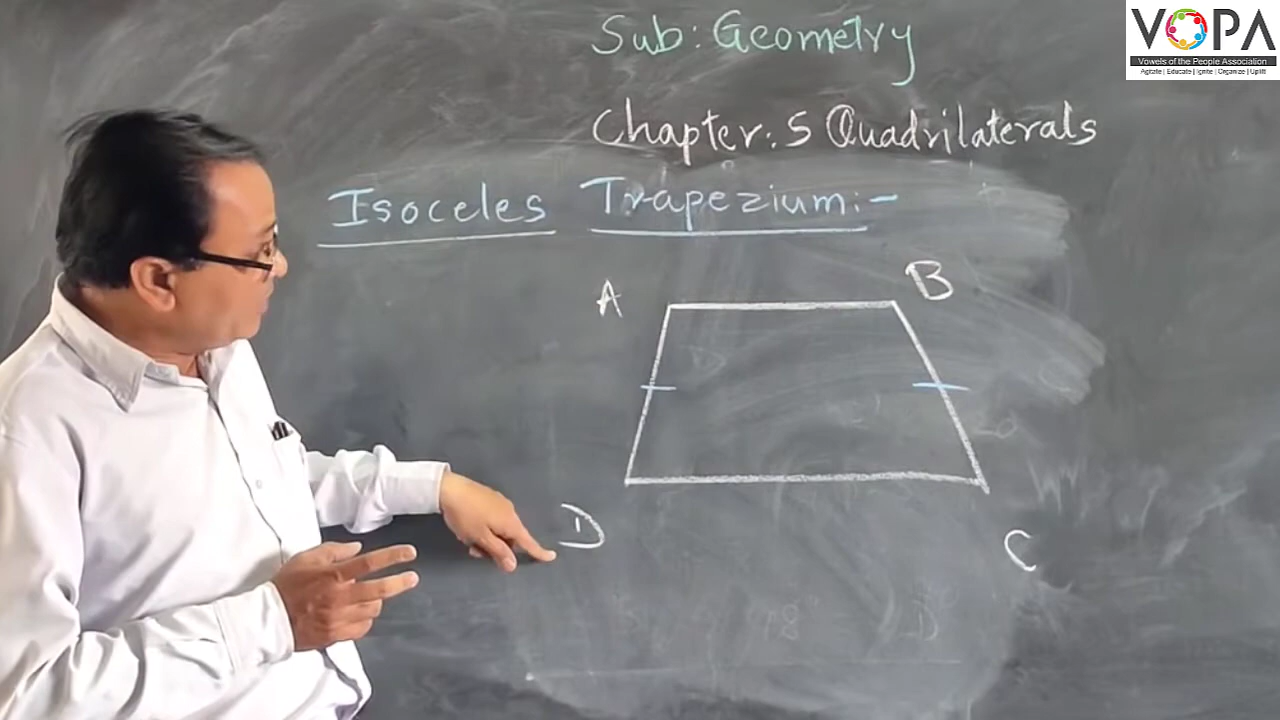 VOPA
Vowels of the People Association
Agitate | Educate | Ignite | Organize | Uplift
Sub: Geometry
Chapter: 5 Quadrilaterals
Isoceles Trapezium:-
A B
D C